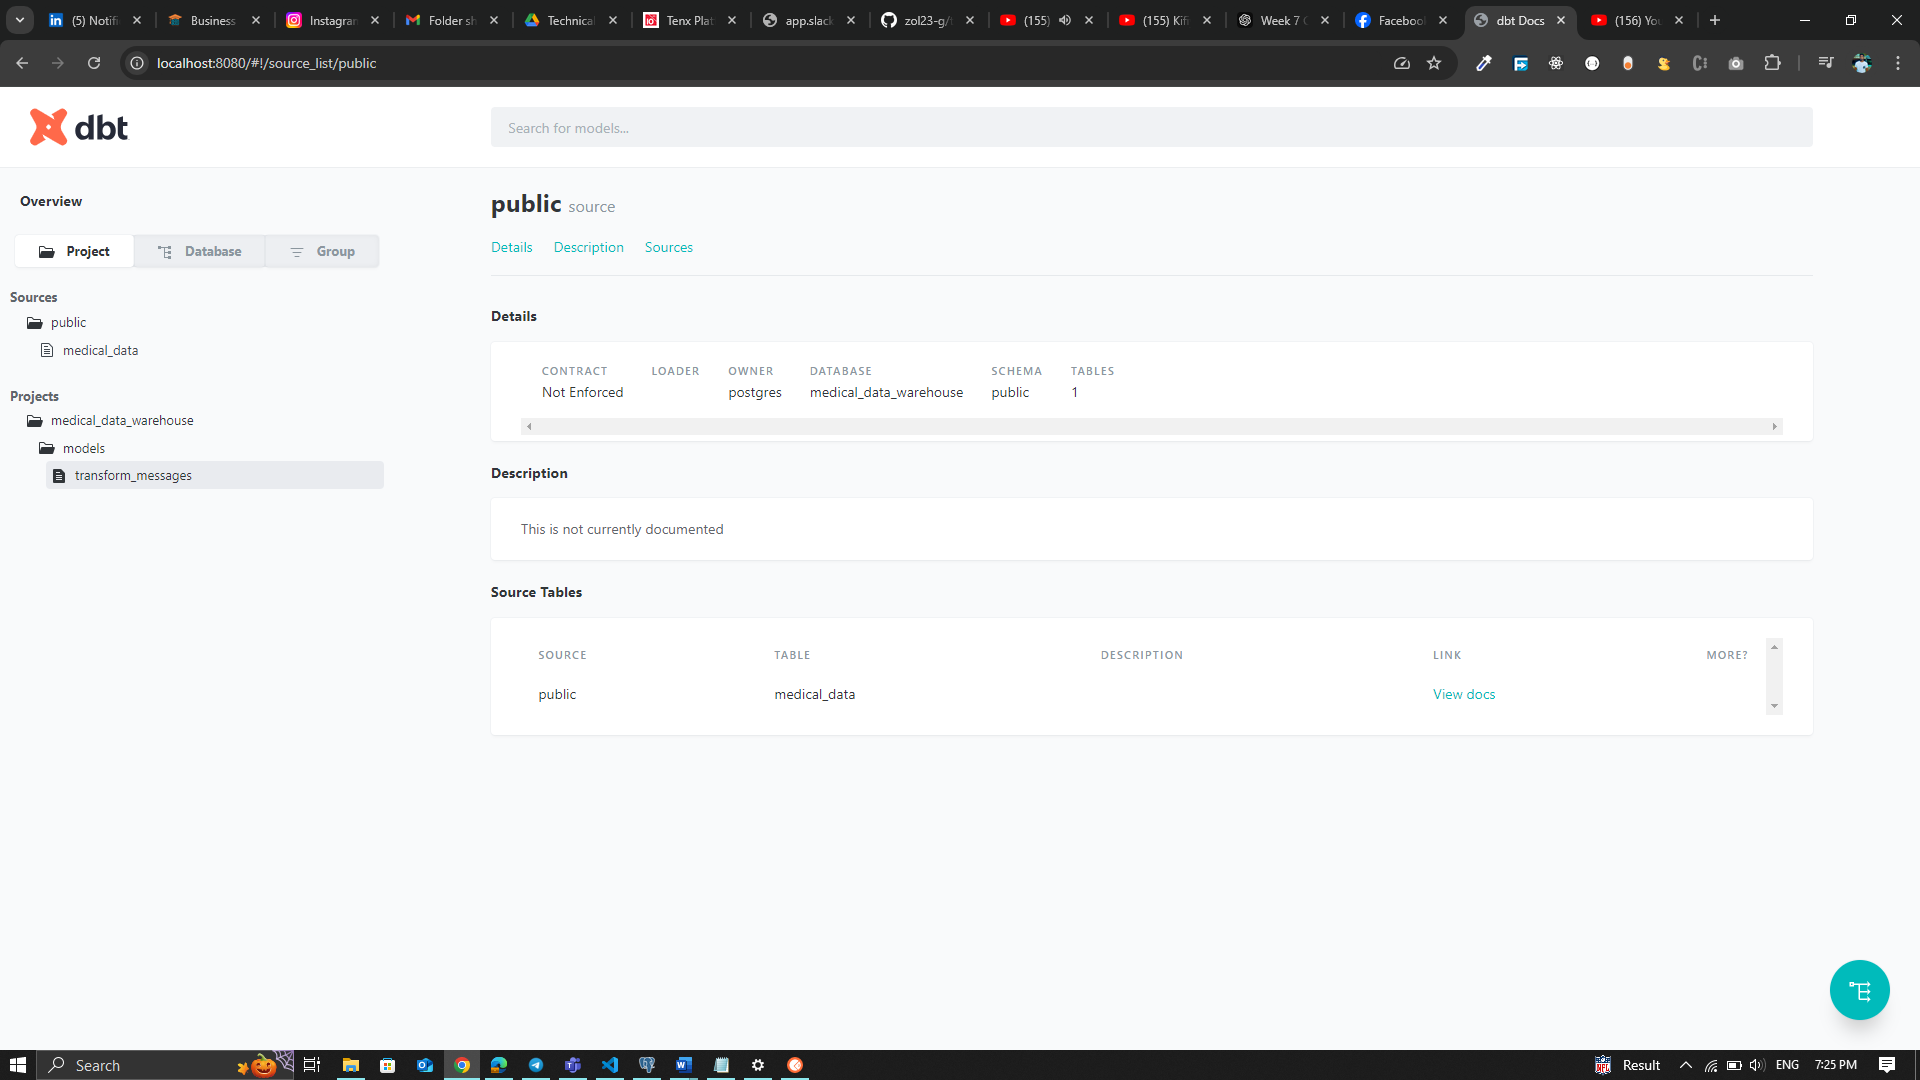 (5) Notifi
Business
Instagram
Folder sh
Technical
Tenx Plat
app.slack
zol23-g/
(155)
(155) Kifi
Week 7
Facebook
dbt Docs
(156) You
localhost:8080/#!/source_list/public
dbt
Search for models...
Overview
Project
Database
Group
Sources
public
medical_data
Projects
medical_data_warehouse
models
transform_messages
public source
Details Description Sources
Details
CONTRACT LOADER OWNER DATABASE SCHEMA TABLES
Not Enforced postgres medical_data_warehouse public 1
Description
This is not currently documented
Source Tables
SOURCE TABLE DESCRIPTION LINK MORE?
public medical_data View docs
Search
Result
ENG
7:25 PM